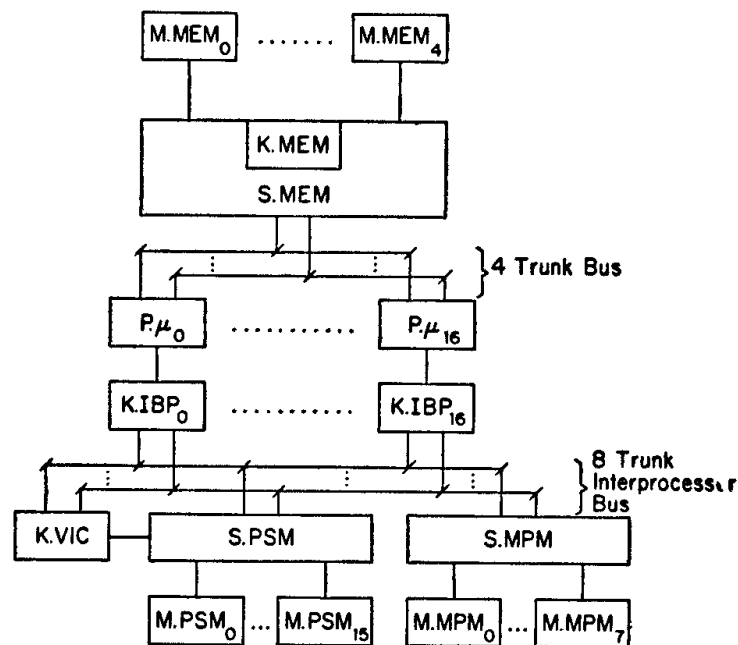 M.MEM₀ ........ M.MEM₄
K.MEM
S.MEM
4 Trunk Bus
P.μ₀ ........... P.μ₁₆
K.IBP₀ ........... K.IBP₁₆
8 Trunk
Interprocessor
Bus
K.VIC
S.PSM
S.MPM
M.PSM₀ ... M.PSM₁₅
M.MPM₀ ... M.MPM₇